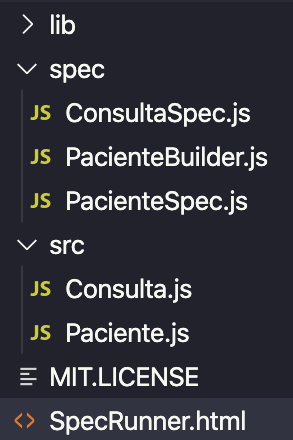 lib
spec
JS ConsultaSpec.js
JS PacienteBuilder.js
JS PacienteSpec.js
src
JS Consulta.js
JS Paciente.js
MIT.LICENSE
<> SpecRunner.html